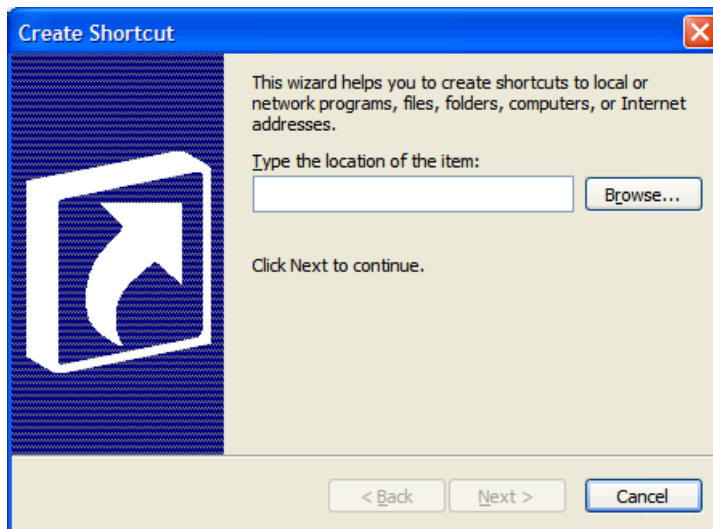 Create Shortcut
This wizard helps you to create shortcuts to local or
network programs, files, folders, computers, or Internet
addresses.
Type the location of the item:
Browse...
Click Next to continue.
< Back Next > Cancel